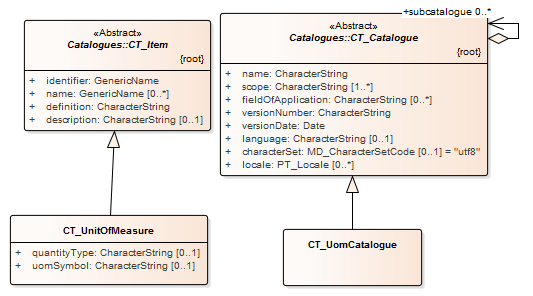 +subcatalogue 0..*
«Abstract»
Catalogues::CT_Item
{root}
+ identifier: GenericName
+ name: GenericName [0..*]
+ definition: CharacterString
+ description: CharacterString [0..1]
«Abstract»
Catalogues::CT_Catalogue
{root}
+ name: CharacterString
+ scope: CharacterString [1..*]
+ fieldOfApplication: CharacterString [0..*]
+ versionNumber: CharacterString
+ versionDate: Date
+ language: CharacterString [0..1]
+ characterSet: MD_CharacterSetCode [0..1] = "utf8"
+ locale: PT_Locale [0..*]
CT_UnitOfMeasure
+ quantityType: CharacterString [0..1]
+ uomSymbol: CharacterString [0..1]
CT_UomCatalogue